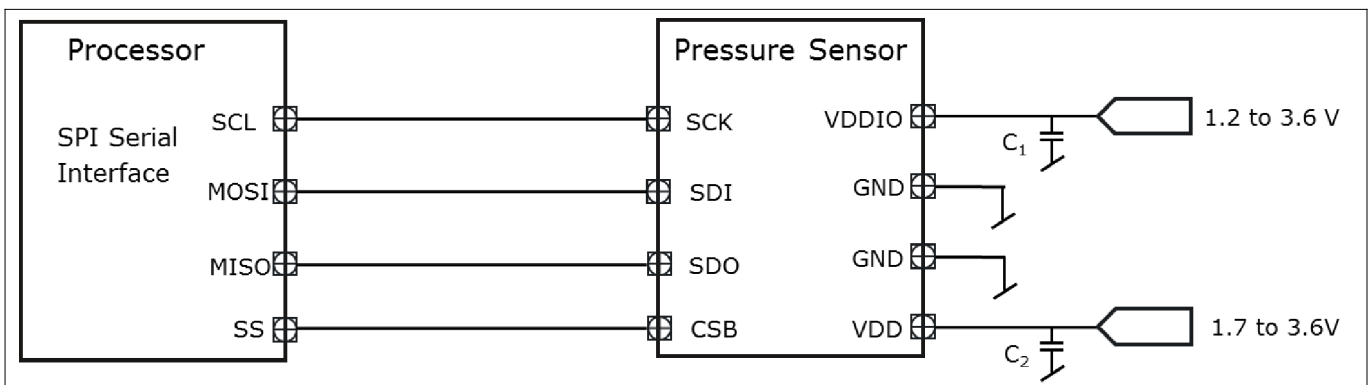 Processor
SPI Serial
Interface
SCL
MOSI
MISO
SS
Pressure Sensor
SCK
SDI
SDO
CSB
VDDIO
GND
GND
VDD
C₁
C₂
1.2 to 3.6 V
1.7 to 3.6V